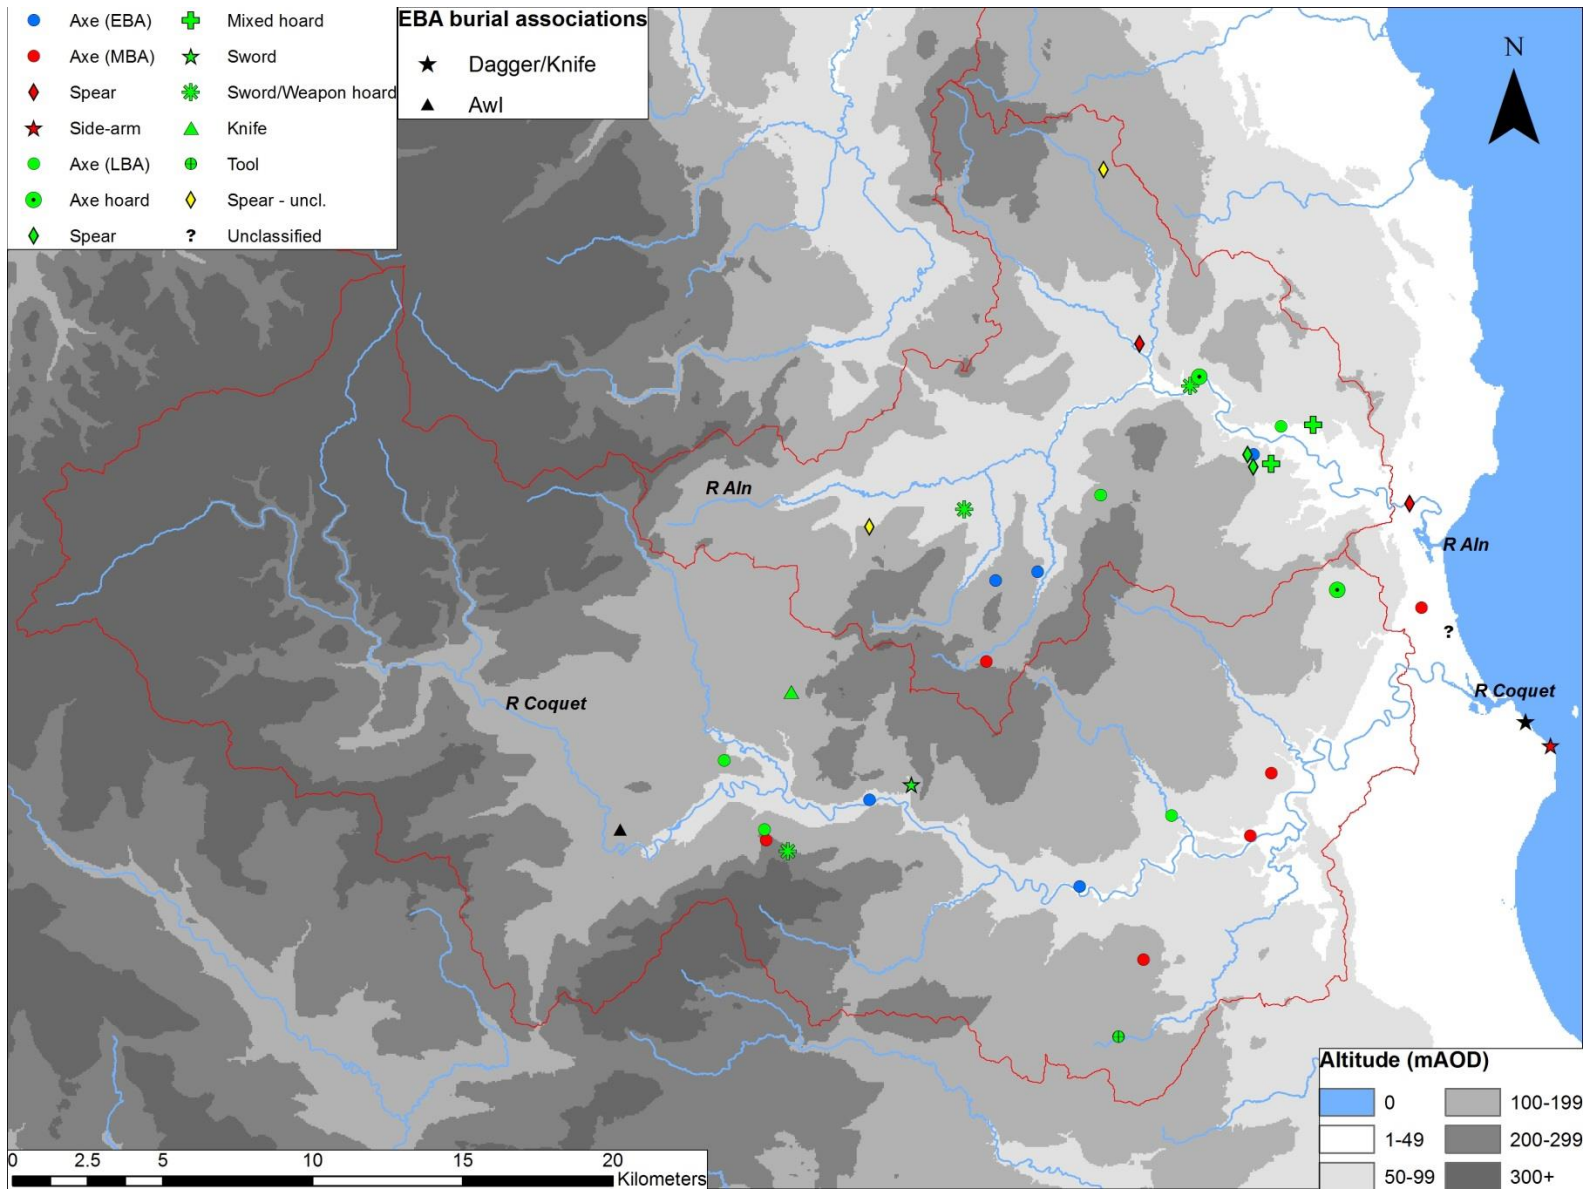 Axe (EBA)
Axe (MBA)
Spear
Side-arm
Axe (LBA)
Axe hoard
Spear
Mixed hoard
Sword
Sword/Weapon hoard
Knife
Tool
Spear - uncl.
? Unclassified
EBA burial associations
Dagger/Knife
Awl
N
R Aln
R Aln
?
R Coquet
R Coquet
Altitude (mAOD)
0
1-49
50-99
100-199
200-299
300+
0 2.5 5 10 15 20
Kilometers